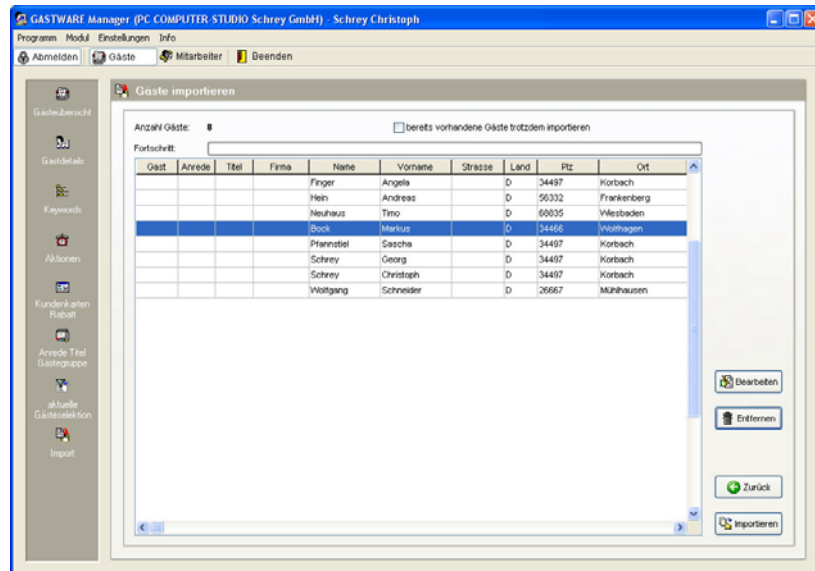 GASTWARE Manager (PC COMPUTER-STUDIO Schrey GmbH) - Schrey Christoph
Programm Modul Einstellungen Info
Abmelden Gäste Mitarbeiter Beenden
Gästeübersicht
Gastdetails
Keywords
Aktionen
Kundenkarten
Rabatt
Anrede Titel
Gästegruppe
aktuelle
Gästeselektion
Import
Gäste importieren
Anzahl Gäste: 8 bereits vorhandene Gäste trotzdem importieren
Fortschritt:
Gast Anrede Titel Firma Name Vorname Strasse Land Plz Ort
Finger Angela D 34497 Korbach
Hein Andreas D 56332 Frankenberg
Neuhaus Timo D 68035 Wiesbaden
Bock Markus D 34466 Wolfhagen
Pfannstiel Sascha D 34497 Korbach
Schrey Georg D 34497 Korbach
Schrey Christoph D 34497 Korbach
Wolfgang Schneider D 26667 Mühlhausen
Bearbeiten
Entfernen
Zurück
Importieren